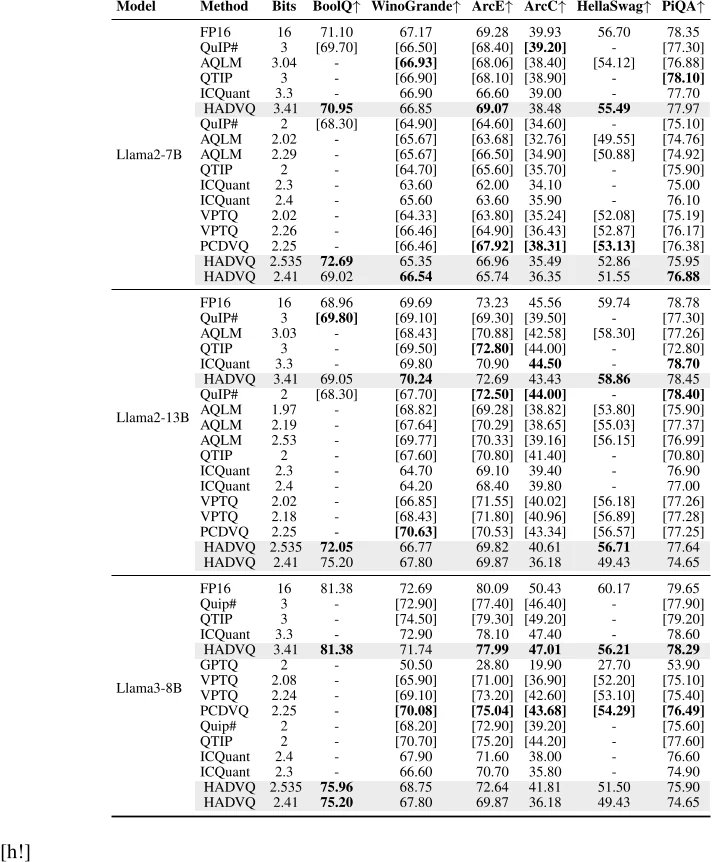 Model Method Bits BoolQ↑ WinoGrande↑ ArcE↑ ArcC↑ HellaSwag↑ PiQA↑
FP16 16 71.10 67.17 69.28 39.93 56.70 78.35
QuIP# 3 [69.70] [66.50] [68.40] [39.20] - [77.30]
AQLM 3.04 - [66.93] [68.06] [38.40] [54.12] [76.88]
QTIP 3 - [66.90] [68.10] [38.90] - [78.10]
ICQuant 3.3 - 66.90 66.60 39.00 - 77.70
HADVQ 3.41 70.95 66.85 69.07 38.48 55.49 77.97
QuIP# 2 [68.30] [64.90] [64.60] [34.60] - [75.10]
AQLM 2.02 - [65.67] [63.68] [32.76] [49.55] [74.76]
Llama2-7B AQLM 2.29 - [65.67] [66.50] [34.90] [50.88] [74.92]
QTIP 2 - [64.70] [65.60] [35.70] - [75.90]
ICQuant 2.3 - 63.60 62.00 34.10 - 75.00
ICQuant 2.4 - 65.60 63.60 35.90 - 76.10
VPTQ 2.02 - [64.33] [63.80] [35.24] [52.08] [75.19]
VPTQ 2.26 - [66.46] [64.90] [36.43] [52.87] [76.17]
PCDVQ 2.25 - [66.46] [67.92] [38.31] [53.13] [76.38]
HADVQ 2.535 72.69 65.35 66.96 35.49 52.86 75.95
HADVQ 2.41 69.02 66.54 65.74 36.35 51.55 76.88
FP16 16 68.96 69.69 73.23 45.56 59.74 78.78
QuIP# 3 [69.80] [69.10] [69.30] [39.50] - [77.30]
AQLM 3.03 - [68.43] [70.88] [42.58] [58.30] [77.26]
QTIP 3 - [69.50] [72.80] [44.00] - [72.80]
ICQuant 3.3 - 69.80 70.90 44.50 - 78.70
HADVQ 3.41 69.05 70.24 72.69 43.43 58.86 78.45
QuIP# 2 [68.30] [67.70] [72.50] [44.00] - [78.40]
Llama2-13B AQLM 1.97 - [68.82] [69.28] [38.82] [53.80] [75.90]
AQLM 2.19 - [67.64] [70.29] [38.65] [55.03] [77.37]
AQLM 2.53 - [69.77] [70.33] [39.16] [56.15] [76.99]
QTIP 2 - [67.60] [70.80] [41.40] - [70.80]
ICQuant 2.3 - 64.70 69.10 39.40 - 76.90
ICQuant 2.4 - 64.20 68.40 39.80 - 77.00
VPTQ 2.02 - [66.85] [71.55] [40.02] [56.18] [77.26]
VPTQ 2.18 - [68.43] [71.80] [40.96] [56.89] [77.28]
PCDVQ 2.25 - [70.63] [70.53] [43.34] [56.57] [77.25]
HADVQ 2.535 72.05 66.77 69.82 40.61 56.71 77.64
HADVQ 2.41 75.20 67.80 69.87 36.18 49.43 74.65
FP16 16 81.38 72.69 80.09 50.43 60.17 79.65
Quip# 3 - [72.90] [77.40] [46.40] - [77.90]
QTIP 3 - [74.50] [79.30] [49.20] - [79.20]
ICQuant 3.3 - 72.90 78.10 47.40 - 78.60
HADVQ 3.41 81.38 71.74 77.99 47.01 56.21 78.29
GPTQ 2 - 50.50 28.80 19.90 27.70 53.90
VPTQ 2.08 - [65.90] [71.00] [36.90] [52.20] [75.10]
Llama3-8B VPTQ 2.24 - [69.10] [73.20] [42.60] [53.10] [75.40]
PCDVQ 2.25 - [70.08] [75.04] [43.68] [54.29] [76.49]
Quip# 2 - [68.20] [72.90] [39.20] - [75.60]
QTIP 2 - [70.70] [75.20] [44.20] - [77.60]
ICQuant 2.4 - 67.90 71.60 38.00 - 76.60
ICQuant 2.3 - 66.60 70.70 35.80 - 74.90
HADVQ 2.535 75.96 68.75 72.64 41.81 51.50 75.90
HADVQ 2.41 75.20 67.80 69.87 36.18 49.43 74.65
[h!]